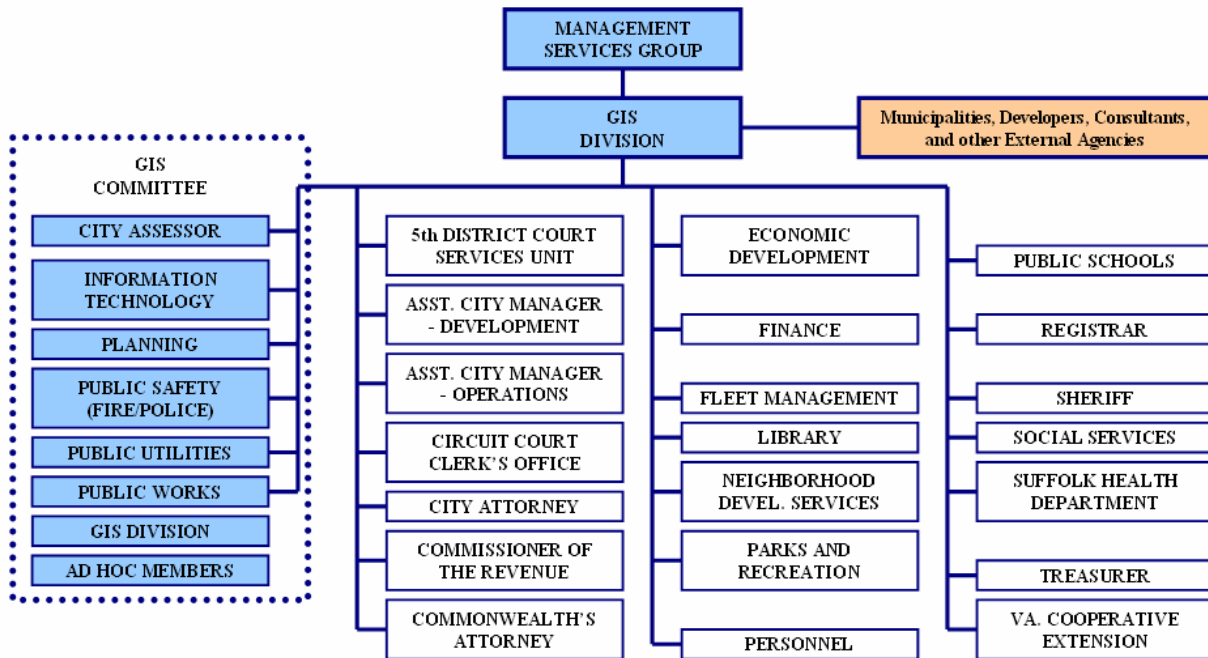 MANAGEMENT
SERVICES GROUP
GIS
DIVISION
Municipalities, Developers, Consultants,
and other External Agencies
GIS
COMMITTEE
CITY ASSESSOR
INFORMATION
TECHNOLOGY
PLANNING
PUBLIC SAFETY
(FIRE/POLICE)
PUBLIC UTILITIES
PUBLIC WORKS
GIS DIVISION
AD HOC MEMBERS
5th DISTRICT COURT
SERVICES UNIT
ASST. CITY MANAGER
- DEVELOPMENT
ASST. CITY MANAGER
- OPERATIONS
CIRCUIT COURT
CLERK'S OFFICE
CITY ATTORNEY
COMMISSIONER OF
THE REVENUE
COMMONWEALTH'S
ATTORNEY
ECONOMIC
DEVELOPMENT
FINANCE
FLEET MANAGEMENT
LIBRARY
NEIGHBORHOOD
DEVEL. SERVICES
PARKS AND
RECREATION
PERSONNEL
PUBLIC SCHOOLS
REGISTRAR
SHERIFF
SOCIAL SERVICES
SUFFOLK HEALTH
DEPARTMENT
TREASURER
VA. COOPERATIVE
EXTENSION